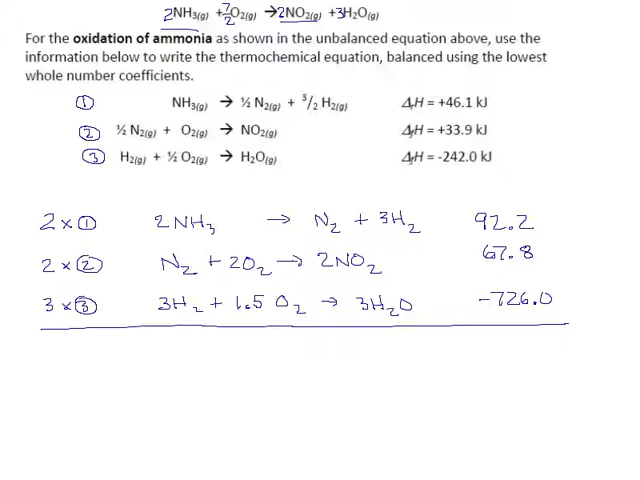 2NH₃(g) + 7/2 O₂(g) → 2NO₂(g) + 3H₂O(g)
For the oxidation of ammonia as shown in the unbalanced equation above, use the
information below to write the thermochemical equation, balanced using the lowest
whole number coefficients.
① NH₃(g) → ½ N₂(g) + ³/₂ H₂(g) ΔᵣH = +46.1 kJ
② ½ N₂(g) + O₂(g) → NO₂(g) ΔfH = +33.9 kJ
③ H₂(g) + ½ O₂(g) → H₂O(g) ΔfH = -242.0 kJ
2 × ① 2NH₃ → N₂ + 3H₂ 92.2
2 × ② N₂ + 2O₂ → 2NO₂ 67.8
3 × ③ 3H₂ + 1.5 O₂ → 3H₂O -726.0